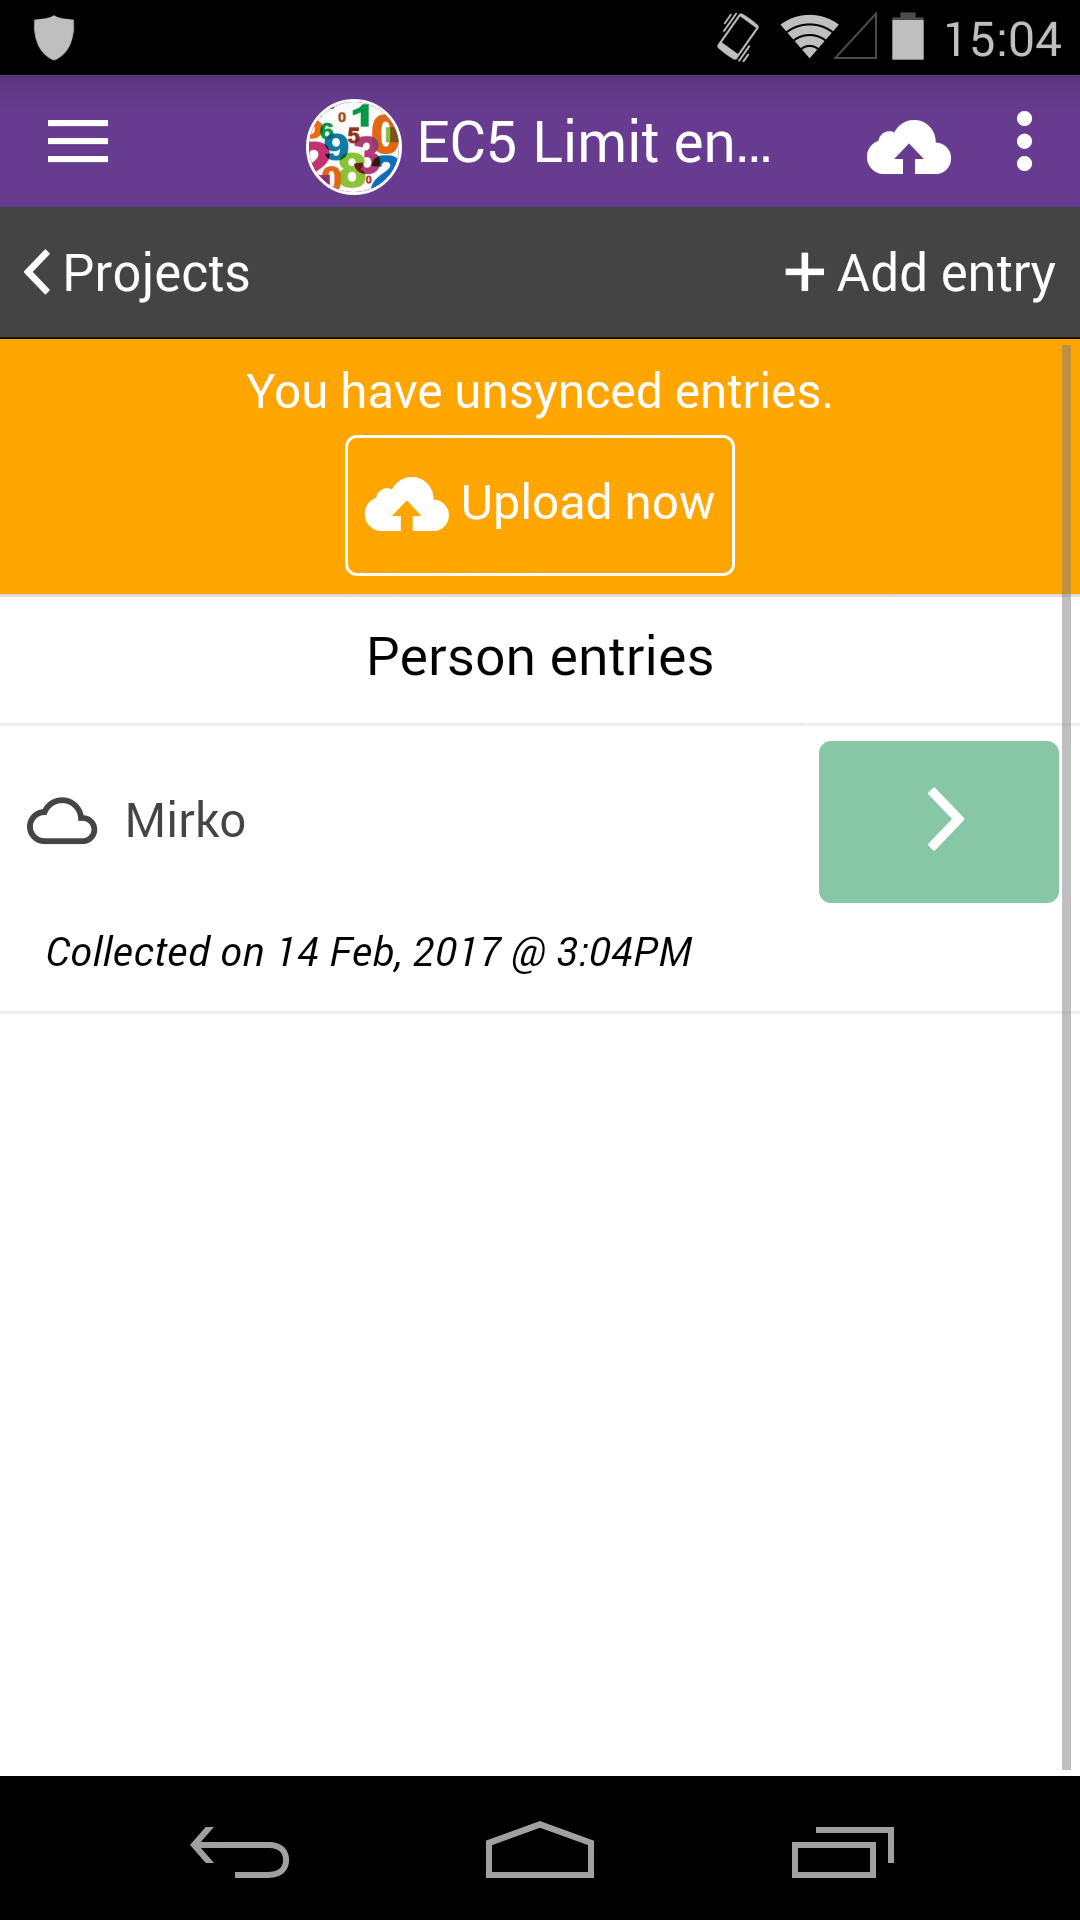 15:04
EC5 Limit en...
Projects
Add entry
You have unsynced entries.
Upload now
Person entries
Mirko
Collected on 14 Feb, 2017 @ 3:04PM